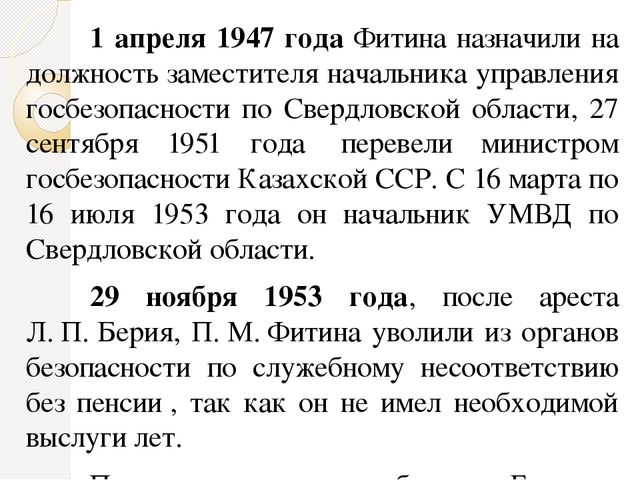 1 апреля 1947 года Фитина назначили на
должность заместителя начальника управления
госбезопасности по Свердловской области, 27
сентября 1951 года перевели министром
госбезопасности Казахской ССР. С 16 марта по
16 июля 1953 года он начальник УМВД по
Свердловской области.
29 ноября 1953 года, после ареста
Л. П. Берия, П. М. Фитина уволили из органов
безопасности по служебному несоответствию
без пенсии , так как он не имел необходимой
выслуги лет.